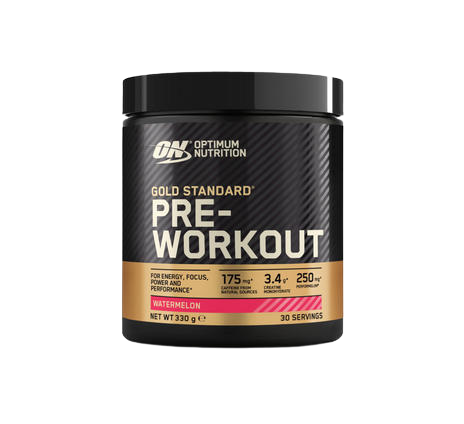 ON OPTIMUM
NUTRITION
GOLD STANDARD®
PRE-
WORKOUT
FOR ENERGY, FOCUS,
POWER AND
PERFORMANCE*
175 mg*
CAFFEINE FROM
NATURAL SOURCES
3.4 g*
CREATINE
MONOHYDRATE
250 mg*
PERFORMELON®
WATERMELON
NET WT 330 g ℮
30 SERVINGS